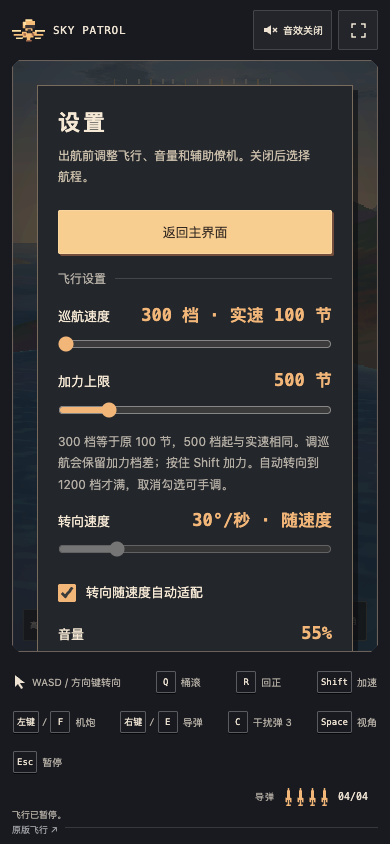 SKY PATROL
音效关闭
设置
出航前调整飞行、音量和辅助僚机。关闭后选择
航程。
返回主界面
飞行设置
巡航速度 300 档 · 实速 100 节
加力上限 500 节
300 档等于原 100 节，500 档起与实速相同。调巡
航会保留加力档差；按住 Shift 加速。自动转向到
1200 档才满，取消勾选可手调。
转向速度 30°/秒 · 随速度
转向随速度自动适配
音量 55%
WASD / 方向键转向 Q 桶滚 R 回正 Shift 加速
左键 / F 机炮 右键 / E 导弹 C 干扰弹 3 Space 视角
Esc 暂停
导弹 04/04
飞行已暂停。
原版飞行 ↗